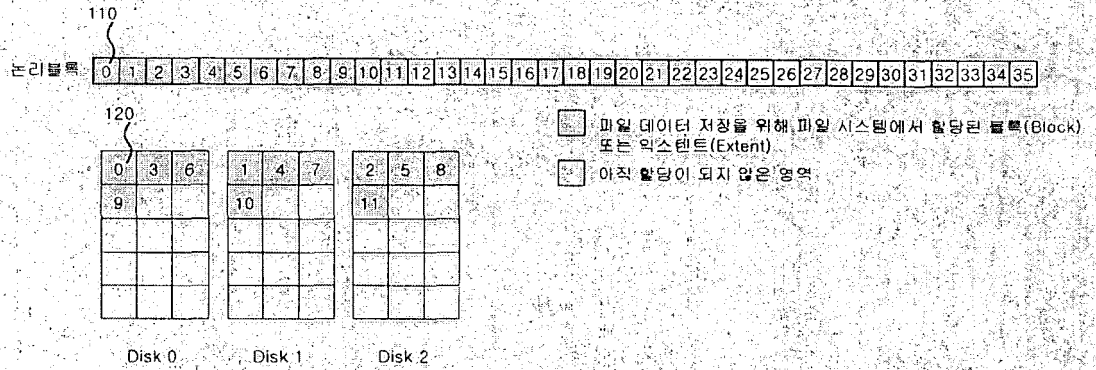 110
논리블록 0 1 2 3 4 5 6 7 8 9 10 11 12 13 14 15 16 17 18 19 20 21 22 23 24 25 26 27 28 29 30 31 32 33 34 35
120
파일 데이터 저장을 위해 파일 시스템에서 할당된 블록(Block)
또는 익스텐트(Extent)
아직 할당이 되지 않은 영역
0 3 6 1 4 7 2 5 8
9 10 11
Disk 0 Disk 1 Disk 2